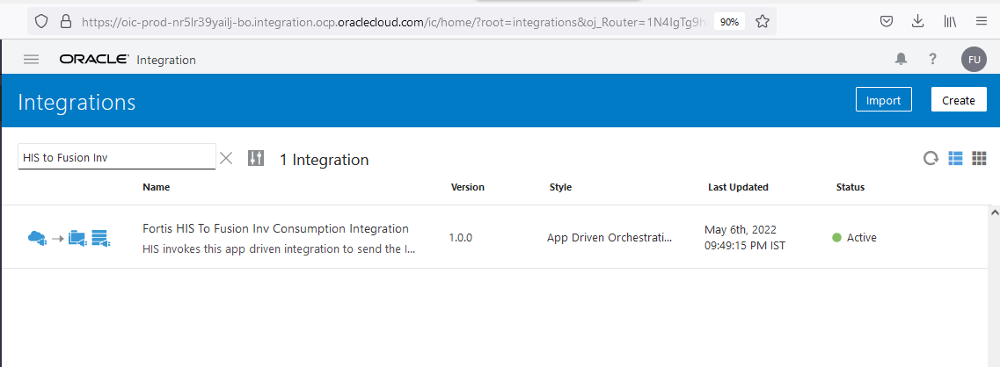 https://oic-prod-nr5lr39yailj-bo.integration.ocp.oraclecloud.com/ic/home/?root=integrations&oj_Router=1N4IgTg9h 90%
ORACLE Integration ? FU
Integrations Import Create
HIS to Fusion Inv 1 Integration
Name Version Style Last Updated Status
Fortis HIS To Fusion Inv Consumption Integration
HIS invokes this app driven integration to send the I...
1.0.0 App Driven Orchestrati...
May 6th, 2022
09:49:15 PM IST
Active